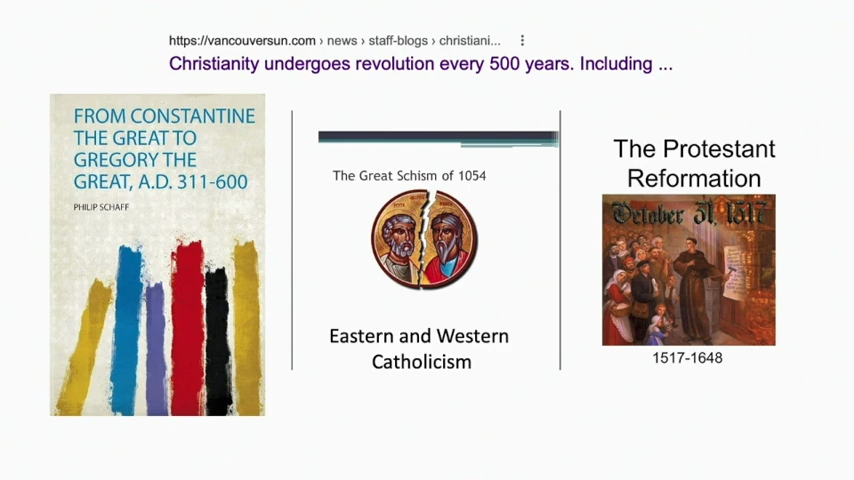 https://vancouversun.com › news › staff-blogs › christiani...
Christianity undergoes revolution every 500 years. Including ...
FROM CONSTANTINE
THE GREAT TO
GREGORY THE
GREAT, A.D. 311-600
PHILIP SCHAFF
The Great Schism of 1054
Eastern and Western
Catholicism
The Protestant
Reformation
October 31, 1517
1517-1648